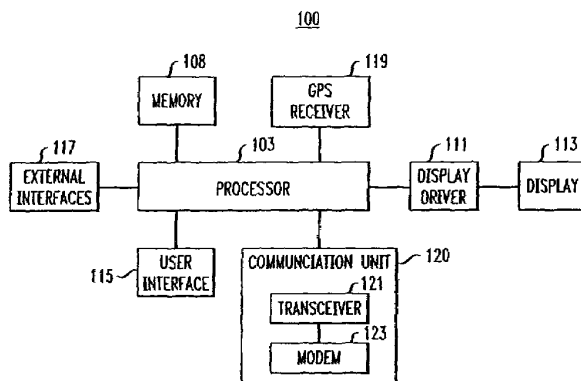 100
108
MEMORY
119
GPS
RECEIVER
117
EXTERNAL
INTERFACES
103
PROCESSOR
111
DISPLAY
DRIVER
113
DISPLAY
115
USER
INTERFACE
COMMUNCIATION UNIT
120
121
TRANSCEIVER
123
MODEM